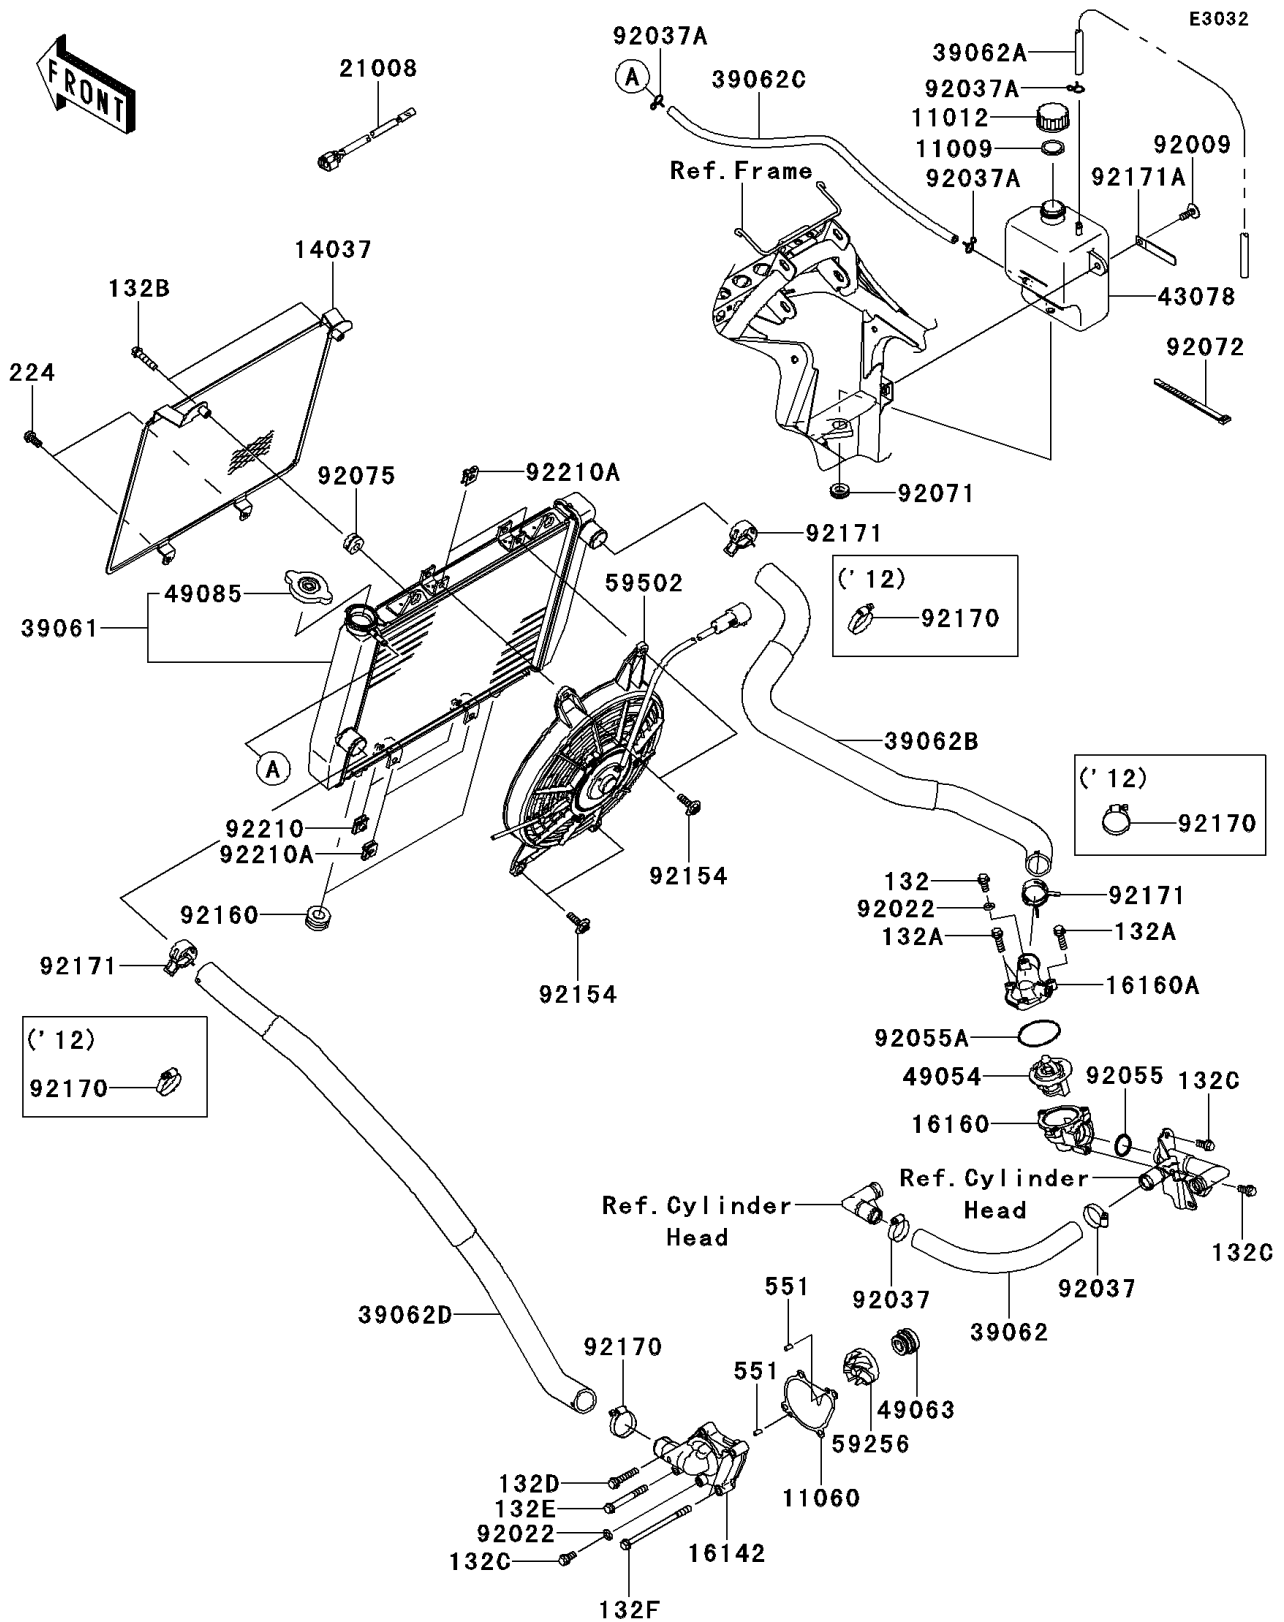 E3032
92037A
39062A
FRONT
21008
A
39062C
92037A
11012
11009
92009
Ref.Frame
92037A
92171A
14037
132B
43078
92072
224
92075
92210A
92071
92171
('12)
49085
59502
92170
39061
39062B
A
('12)
92170
92210
92210A
92154
132
92171
92160
92022
132A
132A
92171
92154
16160A
('12)
92055A
92170
49054
92055
132C
16160
Ref.Cylinder
Head
Ref.Cylinder
Head
132C
551
92037
92037
39062D
39062
92170
551
49063
59256
132D
11060
132E
92022
16142
132C
132F